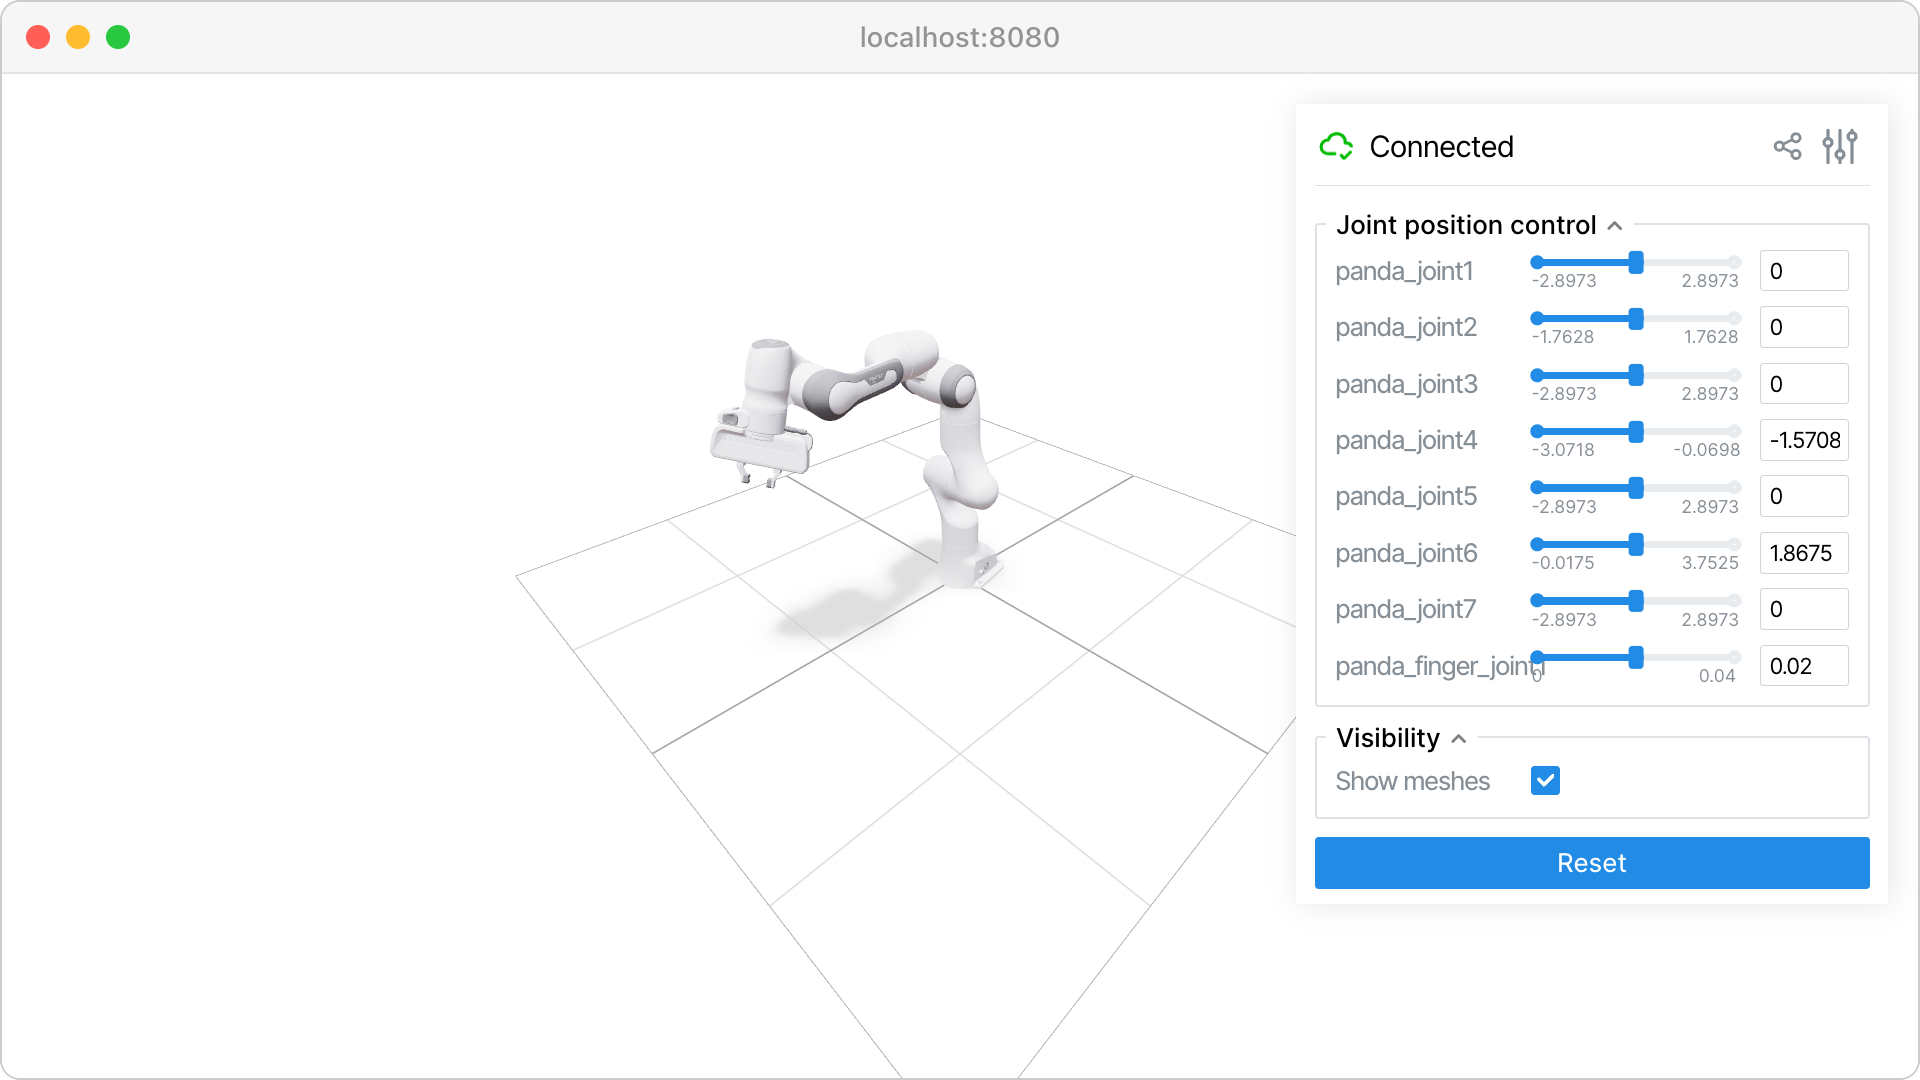 localhost:8080
Connected
Joint position control
panda_joint1
-2.8973 2.8973
0
panda_joint2
-1.7628 1.7628
0
panda_joint3
-2.8973 2.8973
0
panda_joint4
-3.0718 -0.0698
-1.5708
panda_joint5
-2.8973 2.8973
0
panda_joint6
-0.0175 3.7525
1.8675
panda_joint7
-2.8973 2.8973
0
panda_finger_joint1
0 0.04
0.02
Visibility
Show meshes
Reset